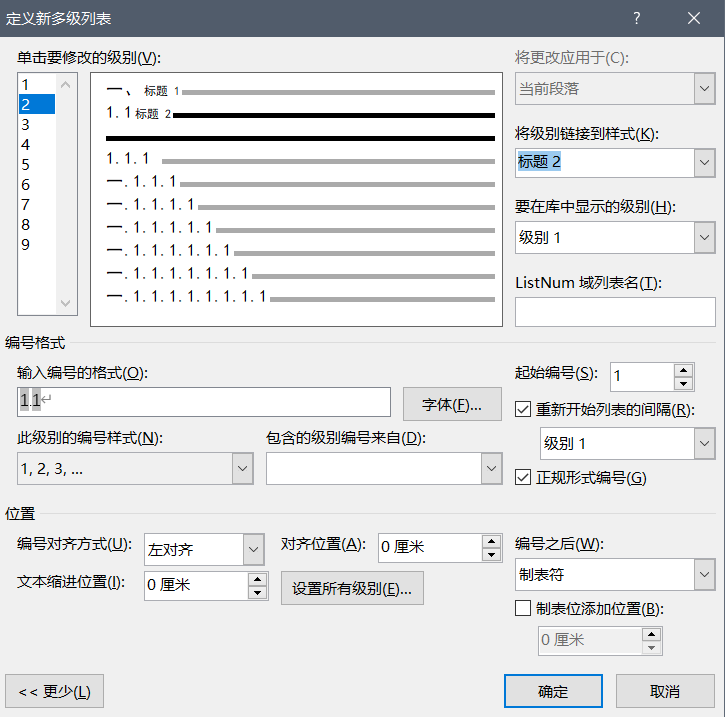 定义新多级列表
单击要修改的级别(V):
1
2
3
4
5
6
7
8
9
一、 标题 1
1.1 标题 2
1.1.1
一.1.1.1
一.1.1.1.1
一.1.1.1.1.1
一.1.1.1.1.1.1
一.1.1.1.1.1.1.1
一.1.1.1.1.1.1.1.1
将更改应用于(C):
当前段落
将级别链接到样式(K):
标题 2
要在库中显示的级别(H):
级别 1
ListNum 域列表名(T):
编号格式
输入编号的格式(O):
1.1↵
字体(F)...
起始编号(S):
1
重新开始列表的间隔(R):
级别 1
此级别的编号样式(N):
1, 2, 3, ...
包含的级别编号来自(D):
正规形式编号(G)
位置
编号对齐方式(U):
左对齐
对齐位置(A):
0 厘米
文本缩进位置(I):
0 厘米
设置所有级别(E)...
编号之后(W):
制表符
制表位添加位置(B):
0 厘米
<< 更少(L)
确定
取消